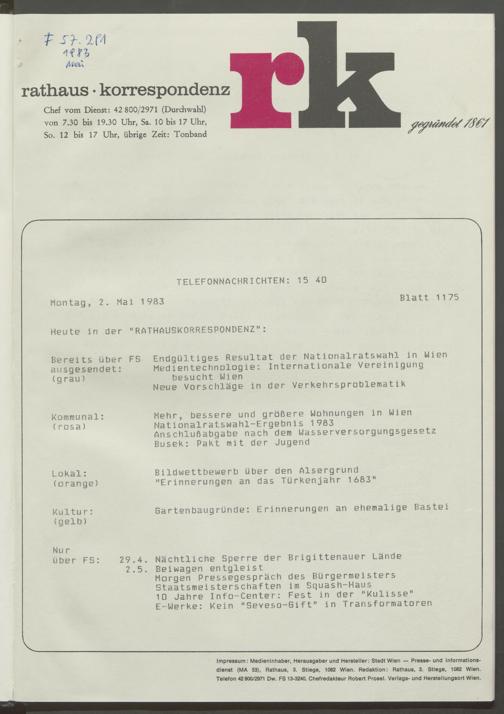 F 57.291
1983
Mai
rk
rathaus · korrespondenz
gegründet 1861
Chef vom Dienst: 42 800/2971 (Durchwahl)
von 7.30 bis 19.30 Uhr, Sa. 10 bis 17 Uhr,
So. 12 bis 17 Uhr, übrige Zeit: Tonband
TELEFONNACHRICHTEN: 15 40
Montag, 2. Mai 1983 Blatt 1175
Heute in der "RATHAUSKORRESPONDENZ":
Bereits über FS Endgültiges Resultat der Nationalratswahl in Wien
ausgesendet: Medientechnologie: Internationale Vereinigung
(grau) besucht Wien
Neue Vorschläge in der Verkehrsproblematik
Kommunal: Mehr, bessere und größere Wohnungen in Wien
(rosa) Nationalratswahl-Ergebnis 1983
Anschlußabgabe nach dem Wasserversorgungsgesetz
Busek: Pakt mit der Jugend
Lokal: Bildwettbewerb über den Alsergrund
(orange) "Erinnerungen an das Türkenjahr 1683"
Kultur: Gartenbaugründe: Erinnerungen an ehemalige Bastei
(gelb)
Nur
über FS: 29.4. Nächtliche Sperre der Brigittenauer Lände
2.5. Beiwagen entgleist
Morgen Pressegespräch des Bürgermeisters
Staatsmeisterschaften im Squash-Haus
10 Jahre Info-Center: Fest in der "Kulisse"
E-Werke: Kein "Seveso-Gift" in Transformatoren
Impressum: Medieninhaber, Herausgeber und Hersteller: Stadt Wien — Presse- und Informations-
dienst (MA 53), Rathaus, 3. Stiege, 1082 Wien. Redaktion: Rathaus, 3. Stiege, 1082 Wien.
Telefon 42 800/2971 Dw. FS 13-3240. Chefredakteur Robert Prosel. Verlags- und Herstellungsort Wien.